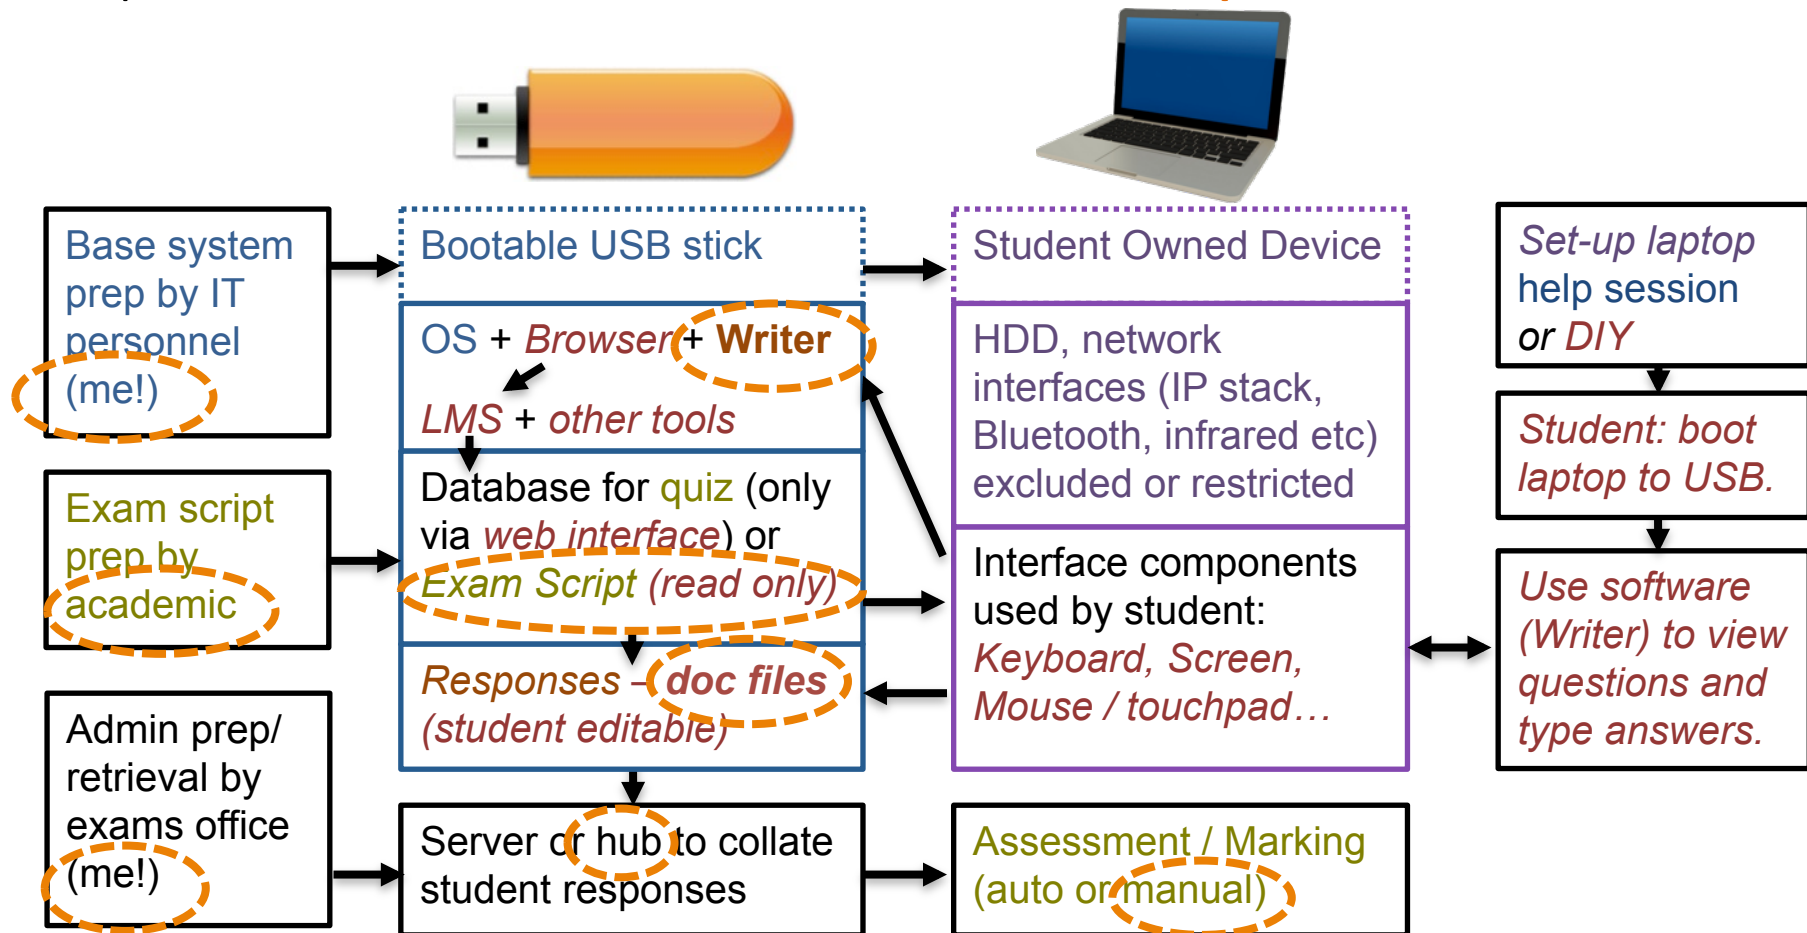 Base system
prep by IT
personnel
(me!)
Exam script
prep by
academic
Admin prep/
retrieval by
exams office
(me!)
Bootable USB stick
OS + Browser + Writer
LMS + other tools
Database for quiz (only
via web interface) or
Exam Script (read only)
Responses – doc files
(student editable)
Server or hub to collate
student responses
Student Owned Device
HDD, network
interfaces (IP stack,
Bluetooth, infrared etc)
excluded or restricted
Interface components
used by student:
Keyboard, Screen,
Mouse / touchpad…
Assessment / Marking
(auto or manual)
Set-up laptop
help session
or DIY
Student: boot
laptop to USB.
Use software
(Writer) to view
questions and
type answers.